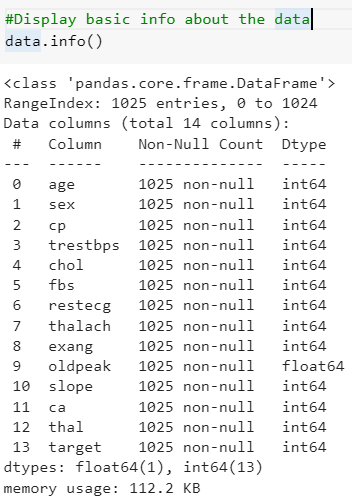 #Display basic info about the data
data.info()
<class 'pandas.core.frame.DataFrame'>
RangeIndex: 1025 entries, 0 to 1024
Data columns (total 14 columns):
 #   Column    Non-Null Count  Dtype
---  ------    --------------  -----
 0   age       1025 non-null   int64
 1   sex       1025 non-null   int64
 2   cp        1025 non-null   int64
 3   trestbps  1025 non-null   int64
 4   chol      1025 non-null   int64
 5   fbs       1025 non-null   int64
 6   restecg   1025 non-null   int64
 7   thalach   1025 non-null   int64
 8   exang     1025 non-null   int64
 9   oldpeak   1025 non-null   float64
 10  slope     1025 non-null   int64
 11  ca        1025 non-null   int64
 12  thal      1025 non-null   int64
 13  target    1025 non-null   int64
dtypes: float64(1), int64(13)
memory usage: 112.2 KB